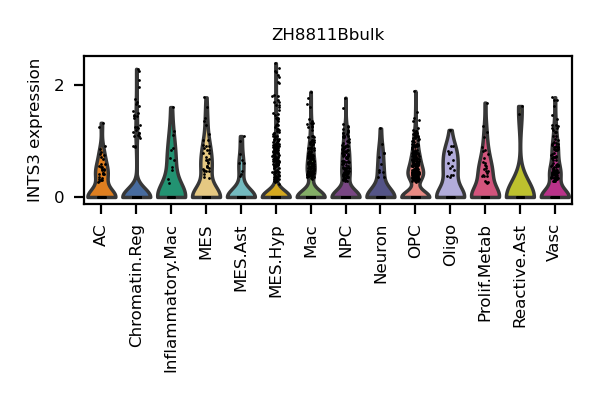 ZH8811Bbulk
INTS3 expression
2
0
AC
Chromatin.Reg
Inflammatory.Mac
MES
MES.Ast
MES.Hyp
Mac
NPC
Neuron
OPC
Oligo
Prolif.Metab
Reactive.Ast
Vasc